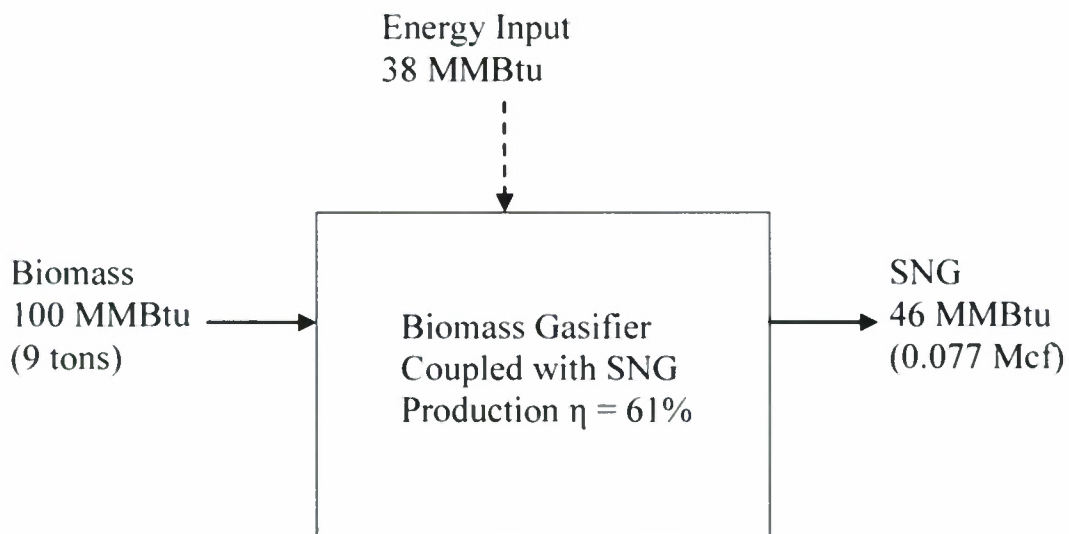 Energy Input
38 MMBtu
Biomass
100 MMBtu
(9 tons)
Biomass Gasifier
Coupled with SNG
Production η = 61%
SNG
46 MMBtu
(0.077 Mcf)